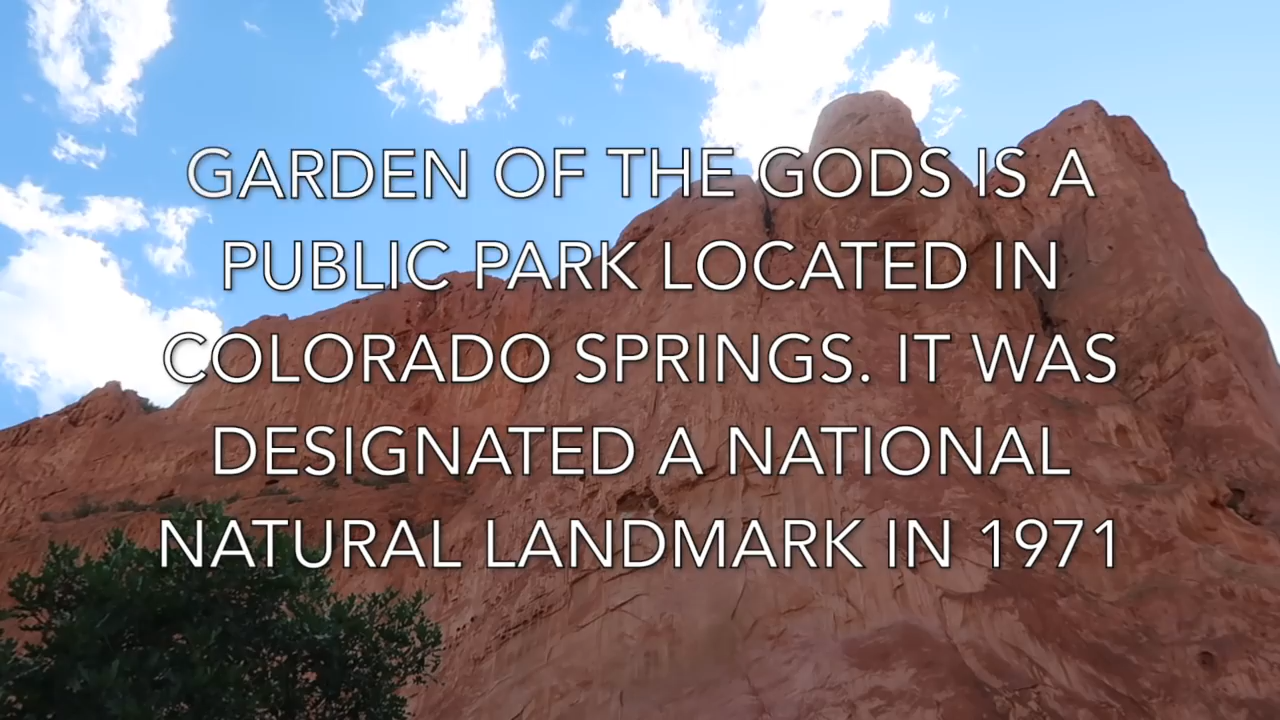 GARDEN OF THE GODS IS A
PUBLIC PARK LOCATED IN
COLORADO SPRINGS. IT WAS
DESIGNATED A NATIONAL
NATURAL LANDMARK IN 1971